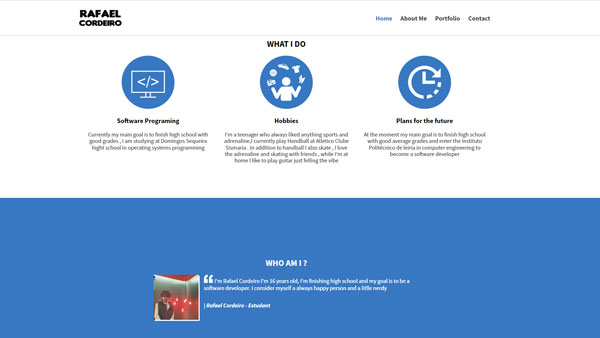 RAFAEL
CORDEIRO
Home About Me Portfolio Contact
WHAT I DO
</>
Software Programing
Currently my main goal is to finish high school with
good grades , I am studying at Domingos Sequeira
hight school in operating systems programming
Hobbies
I'm a teenager who always liked anything sports and
adrenaline,I currently play Handball at Atletico Clube
Sismaria . In addition to handball I also skate , I love
the adrenaline and skating with friends , while I'm at
home I like to play guitar just felling the vibe
Plans for the future
At the moment my main goal is to finish high school
with good average grades and enter the Instituto
Politécnico de leiria in computer engineering to
become a software developer
WHO AM I ?
I'm Rafael Cordeiro I'm 16 years old, I'm finishing high school and my goal is to be a
software developer. I consider myself a always happy person and a little nerdy
| Rafael Cordeiro - Estudant